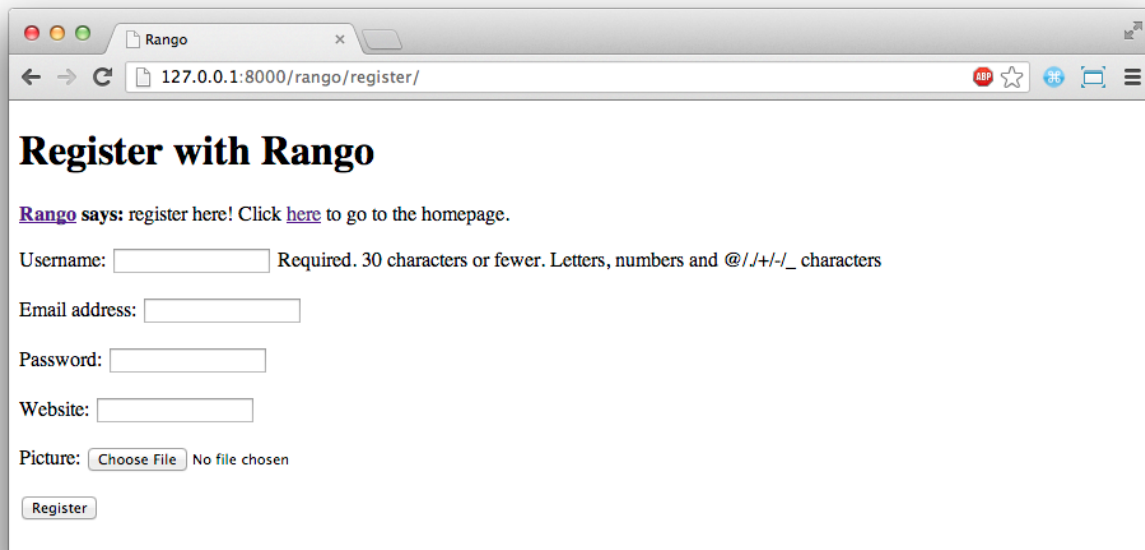 Rango
127.0.0.1:8000/rango/register/
ABP
Register with Rango
Rango says: register here! Click here to go to the homepage.
Username: Required. 30 characters or fewer. Letters, numbers and @/./+/-/_ characters
Email address:
Password:
Website:
Picture: Choose File No file chosen
Register